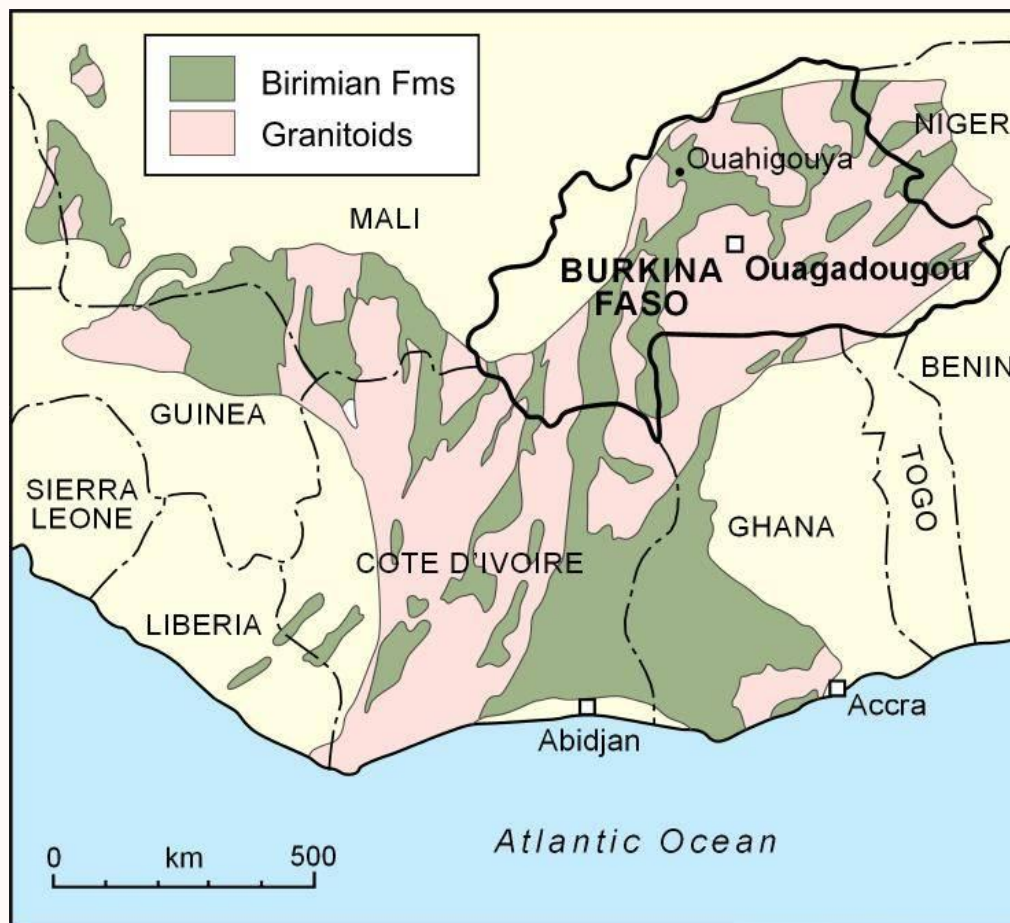 Birimian Fms
Granitoids
NIGER
Ouahigouya
MALI
BURKINA
FASO
Ouagadougou
BENIN
GUINEA
SIERRA
LEONE
TOGO
GHANA
COTE D'IVOIRE
LIBERIA
Accra
Abidjan
Atlantic Ocean
0 km 500